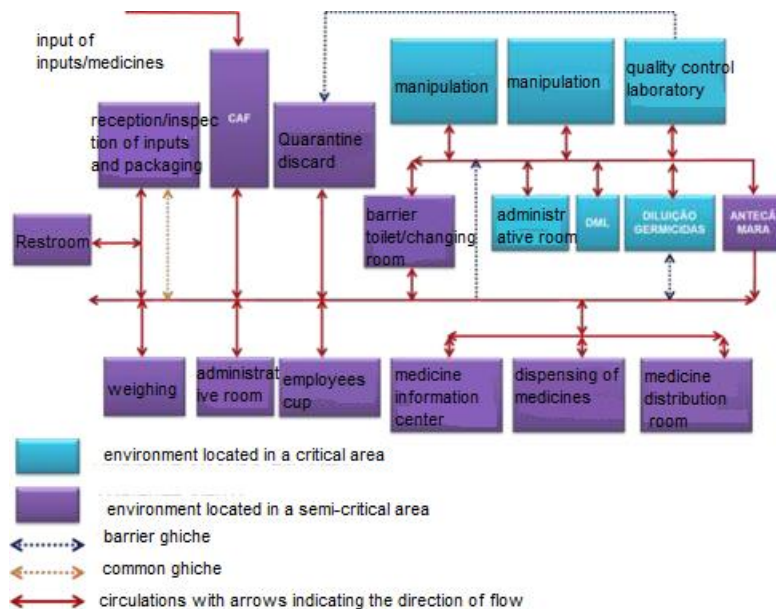 input of
inputs/medicines
reception/inspec
tion of inputs
and packaging
CAF
Quarantine
discard
manipulation
manipulation
quality control
laboratory
Restroom
barrier
toilet/changing
room
administr
ative room
DML
DILUIÇÃO
GERMICIDAS
ANTECÂ
MARA
weighing
administrat
ive room
employees
cup
medicine
information
center
dispensing of
medicines
medicine
distribution
room
environment located in a critical area
environment located in a semi-critical area
barrier ghiche
common ghiche
circulations with arrows indicating the direction of flow